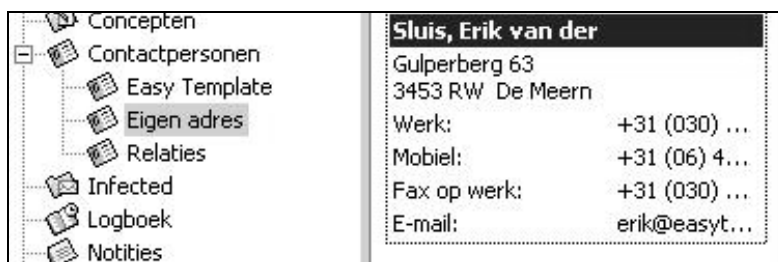 Concepten
Contactpersonen
Easy Template
Eigen adres
Relaties
Infected
Logboek
Notities
Sluis, Erik van der
Gulperberg 63
3453 RW De Meern
Werk: +31 (030) ...
Mobiel: +31 (06) 4...
Fax op werk: +31 (030) ...
E-mail: erik@easyt...